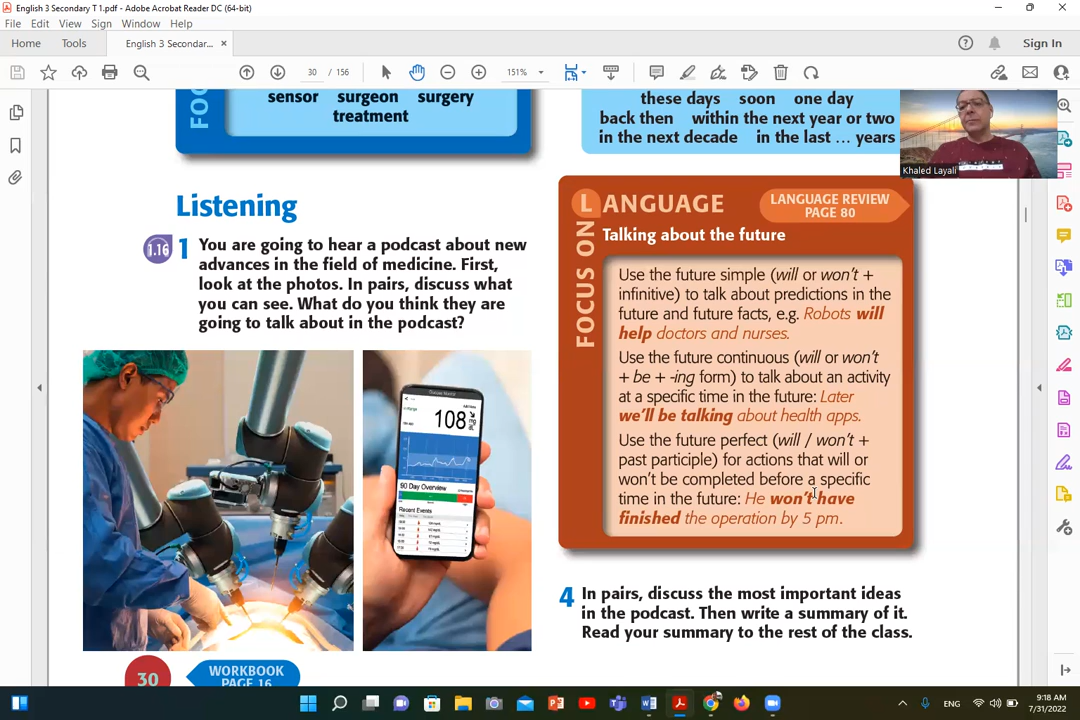 English 3 Secondary T 1.pdf - Adobe Acrobat Reader DC (64-bit)
File Edit View Sign Window Help
Home Tools English 3 Secondar... × Sign In
30 / 156 151%
FOC
sensor surgeon surgery
treatment
these days soon one day
back then within the next year or two
in the next decade in the last ... years
Khaled Layali
Listening
1.16 1 You are going to hear a podcast about new
advances in the field of medicine. First,
look at the photos. In pairs, discuss what
you can see. What do you think they are
going to talk about in the podcast?
108
90 Day Overview
Recent Events
30
WORKBOOK
PAGE 16
FOCUS ON
LANGUAGE
LANGUAGE REVIEW
PAGE 80
Talking about the future
Use the future simple (will or won't +
infinitive) to talk about predictions in the
future and future facts, e.g. Robots will
help doctors and nurses.
Use the future continuous (will or won't
+ be + -ing form) to talk about an activity
at a specific time in the future: Later
we'll be talking about health apps.
Use the future perfect (will / won't +
past participle) for actions that will or
won't be completed before a specific
time in the future: He won't have
finished the operation by 5 pm.
4 In pairs, discuss the most important ideas
in the podcast. Then write a summary of it.
Read your summary to the rest of the class.
ENG
9:18 AM
7/31/2022